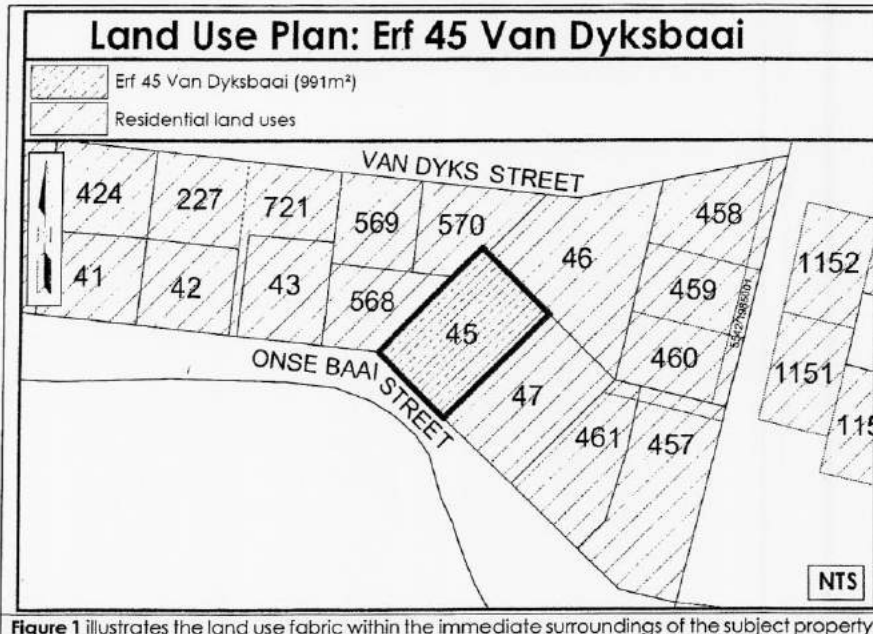 Land Use Plan: Erf 45 Van Dyksbaai
Erf 45 Van Dyksbaai (991m²)
Residential land uses
VAN DYKS STREET
424
227
721
569
570
46
458
1152
41
42
43
568
45
459
460
1151
ONSE BAAI STREET
47
461
457
115
NTS
Figure 1 illustrates the land use fabric within the immediate surroundings of the subject property